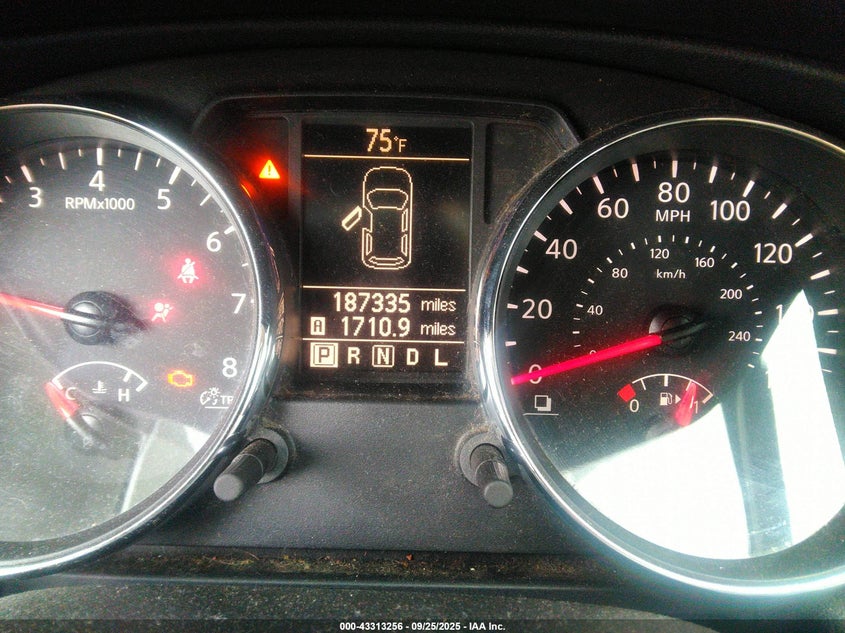 75°F
3 4 5 6 7 8
RPMx1000
C H
187335 miles
A 1710.9 miles
P R N D L
0 20 40 60 80 100 120
MPH
40 80 120 160 200 240
km/h
0 1
000-43313256 - 09/25/2025 - IAA Inc.